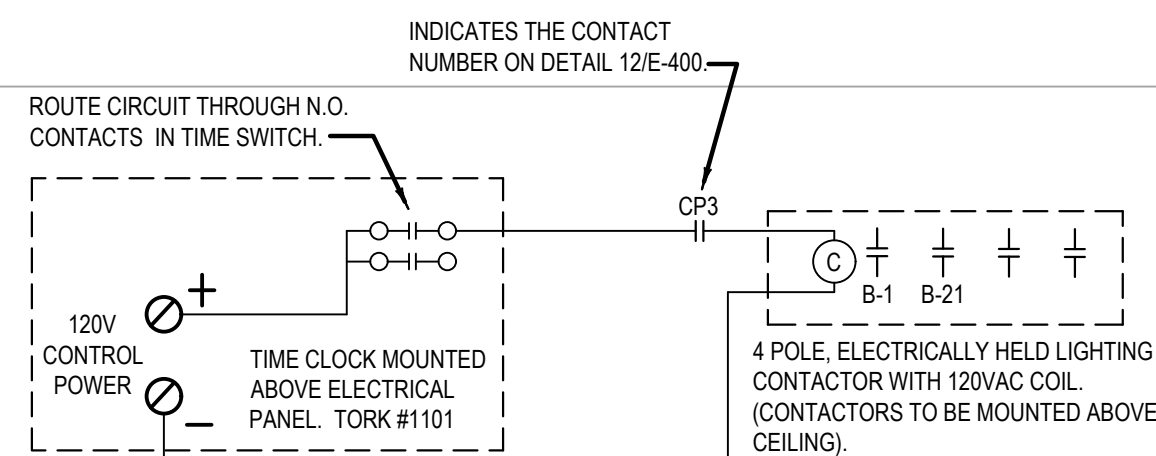 INDICATES THE CONTACT
NUMBER ON DETAIL 12/E-400.
ROUTE CIRCUIT THROUGH N.O.
CONTACTS IN TIME SWITCH.
CP3
C
B-1 B-21
+
120V
CONTROL
POWER
–
TIME CLOCK MOUNTED
ABOVE ELECTRICAL
PANEL. TORK #1101
4 POLE, ELECTRICALLY HELD LIGHTING
CONTACTOR WITH 120VAC COIL.
(CONTACTORS TO BE MOUNTED ABOVE
CEILING).